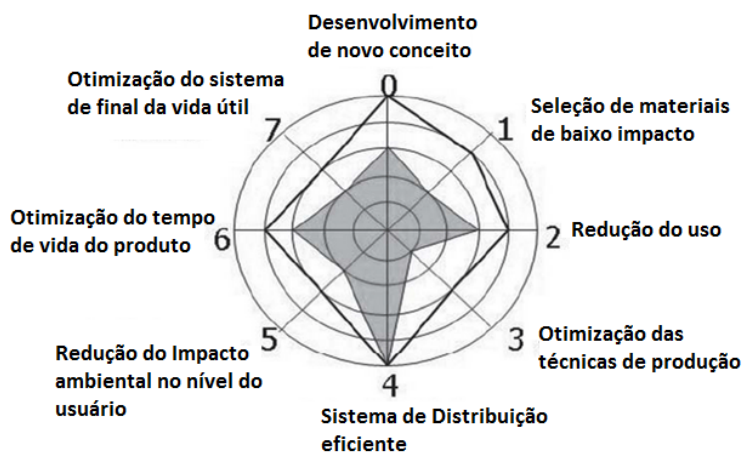 Desenvolvimento
de novo conceito
0
Seleção de materiais
de baixo impacto
1
2
Redução do uso
3
Otimização das
técnicas de produção
4
Sistema de Distribuição
eficiente
5
Redução do Impacto
ambiental no nível do
usuário
6
Otimização do tempo
de vida do produto
7
Otimização do sistema
de final da vida útil